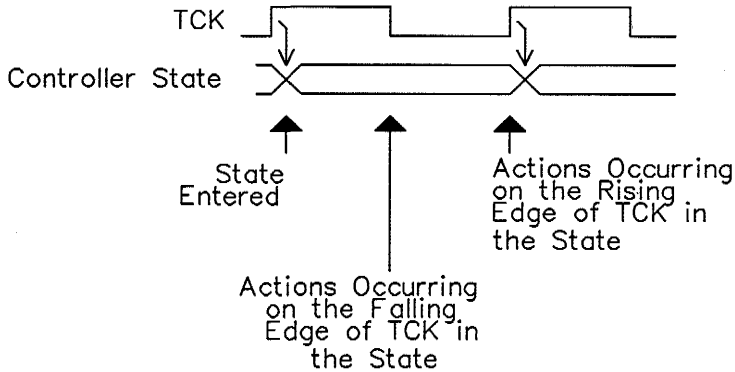 TCK
Controller State
State
Entered
Actions Occurring
on the Rising
Edge of TCK in
the State
Actions Occurring
on the Falling
Edge of TCK in
the State